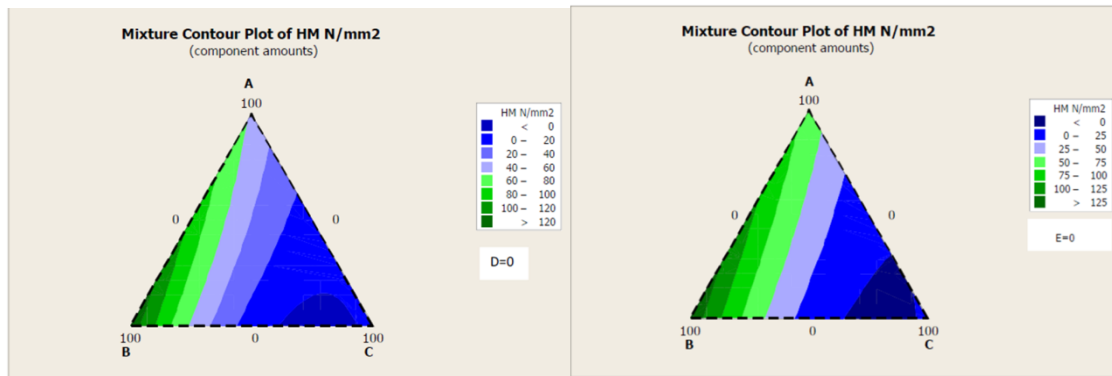 Mixture Contour Plot of HM N/mm2
(component amounts)
A
100
HM N/mm2
< 0
0 – 20
20 – 40
40 – 60
60 – 80
80 – 100
100 – 120
> 120
0
0
D=0
100
0
100
B
C
Mixture Contour Plot of HM N/mm2
(component amounts)
A
100
HM N/mm2
< 0
0 – 25
25 – 50
50 – 75
75 – 100
100 – 125
> 125
0
0
E=0
100
0
100
B
C